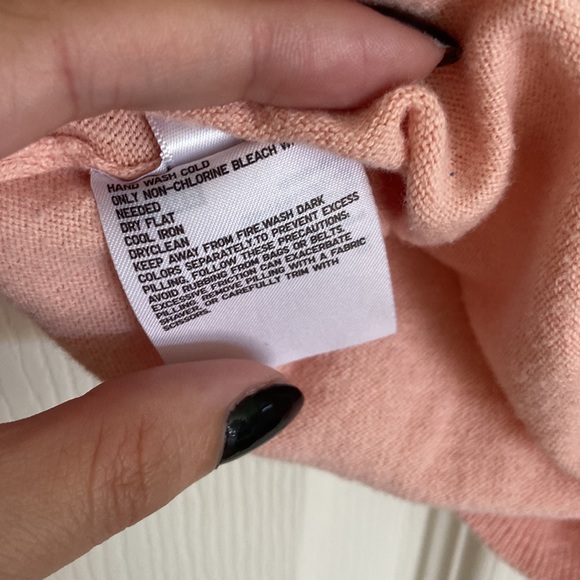 HAND WASH COLD
ONLY NON-CHLORINE BLEACH W
NEEDED
DRY FLAT
COOL IRON
DRYCLEAN
KEEP AWAY FROM FIRE.WASH DARK
COLORS SEPARATELY.TO PREVENT EXCESS
PILLING, FOLLOW THESE PRECAUTIONS:
AVOID RUBBING FROM BAGS OR BELTS.
EXCESSIVE FRICTION CAN EXACERBATE
PILLING. REMOVE PILLING WITH A FABRIC
SHAVER, OR CAREFULLY TRIM WITH
SCISSORS.